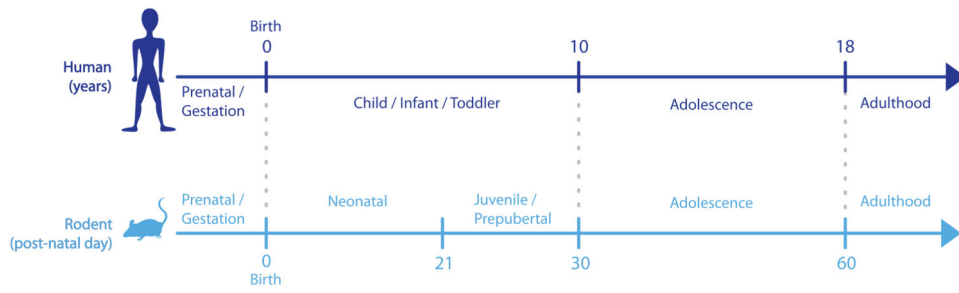 Birth
0
10
18
Human
(years)
Prenatal /
Gestation
Child / Infant / Toddler
Adolescence
Adulthood
Prenatal /
Gestation
Neonatal
Juvenile /
Prepubertal
Adolescence
Adulthood
Rodent
(post-natal day)
0
21
30
60
Birth